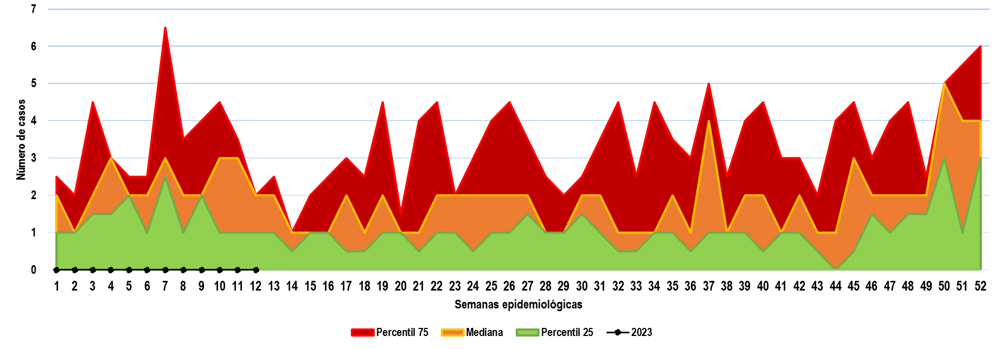 7
6
5
4
3
2
1
0
Número de casos
1 2 3 4 5 6 7 8 9 10 11 12 13 14 15 16 17 18 19 20 21 22 23 24 25 26 27 28 29 30 31 32 33 34 35 36 37 38 39 40 41 42 43 44 45 46 47 48 49 50 51 52
Semanas epidemiológicas
Percentil 75 Mediana Percentil 25 2023